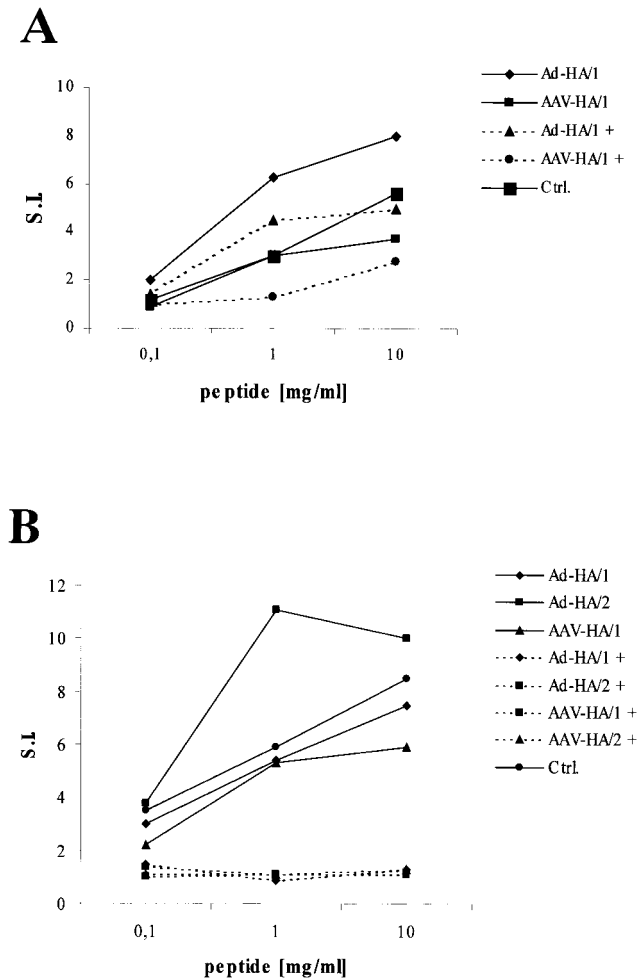 A
10
8
6
4
2
0
S.I.
0,1 1 10
peptide [mg/ml]
Ad-HA/1
AAV-HA/1
Ad-HA/1 +
AAV-HA/1 +
Ctrl.
B
12
10
8
6
4
2
0
S.I.
0,1 1 10
peptide [mg/ml]
Ad-HA/1
Ad-HA/2
AAV-HA/1
Ad-HA/1 +
Ad-HA/2 +
AAV-HA/1 +
AAV-HA/2 +
Ctrl.